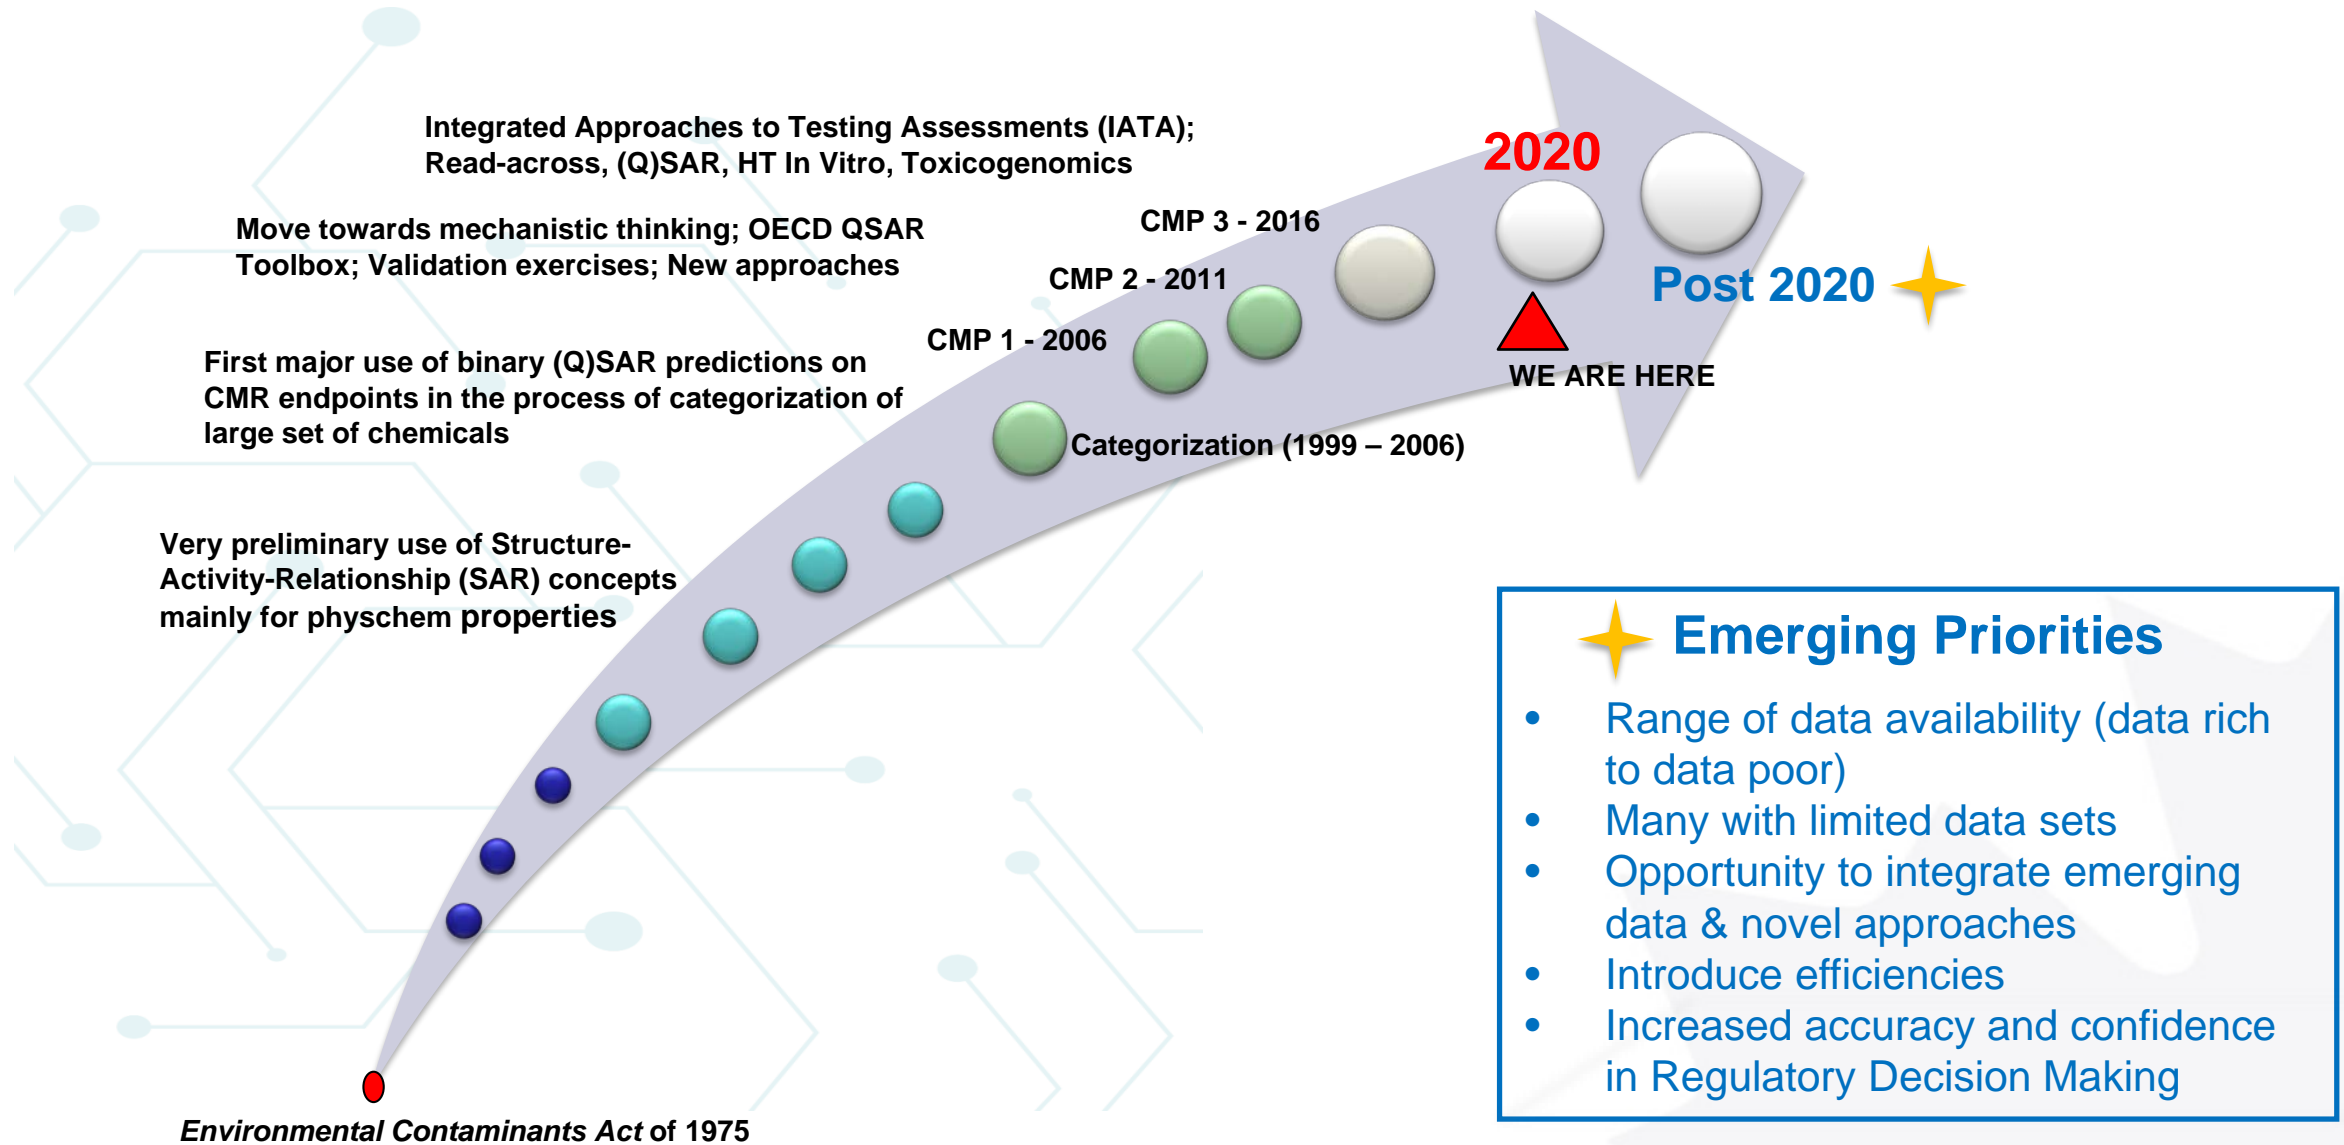 Integrated Approaches to Testing Assessments (IATA);
Read-across, (Q)SAR, HT In Vitro, Toxicogenomics
2020
CMP 3 - 2016
Move towards mechanistic thinking; OECD QSAR
Toolbox; Validation exercises; New approaches
CMP 2 - 2011
Post 2020
CMP 1 - 2006
WE ARE HERE
First major use of binary (Q)SAR predictions on
CMR endpoints in the process of categorization of
large set of chemicals
Categorization (1999 – 2006)
Very preliminary use of Structure-
Activity-Relationship (SAR) concepts
mainly for physchem properties
Emerging Priorities
• Range of data availability (data rich
to data poor)
• Many with limited data sets
• Opportunity to integrate emerging
data & novel approaches
• Introduce efficiencies
• Increased accuracy and confidence
in Regulatory Decision Making
Environmental Contaminants Act of 1975